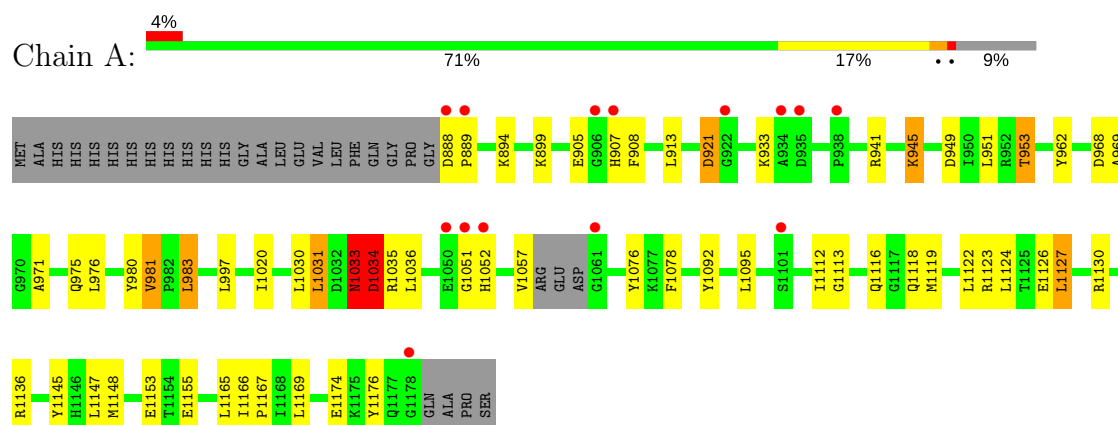 4%
Chain A:
71% 17% • • 9%
MET ALA HIS HIS HIS HIS HIS HIS HIS HIS HIS HIS GLY ALA LEU GLU VAL LEU PHE GLN GLY PRO GLY D888 P889 K894 K899 E905 G906 H907 F908 L913 D921 G922 K933 A934 D935 P938 R941 K945 D949 I950 L951 R952 T953 Y962 D968 A969
G970 A971 Q975 L976 Y980 V981 P982 L983 L997 I1020 L1030 L1031 D1032 N1033 D1034 R1035 L1036 E1050 G1051 H1052 V1057 ARG GLU ASP G1061 Y1076 K1077 F1078 Y1092 L1095 S1101 I1112 G1113 Q1116 G1117 Q1118 M1119 L1122 R1123 L1124 T1125 E1126 L1127 R1130
R1136 Y1145 H1146 L1147 M1148 E1153 T1154 E1155 L1165 I1166 P1167 I1168 L1169 E1174 K1175 Y1176 Q1177 G1178 GLN ALA PRO SER